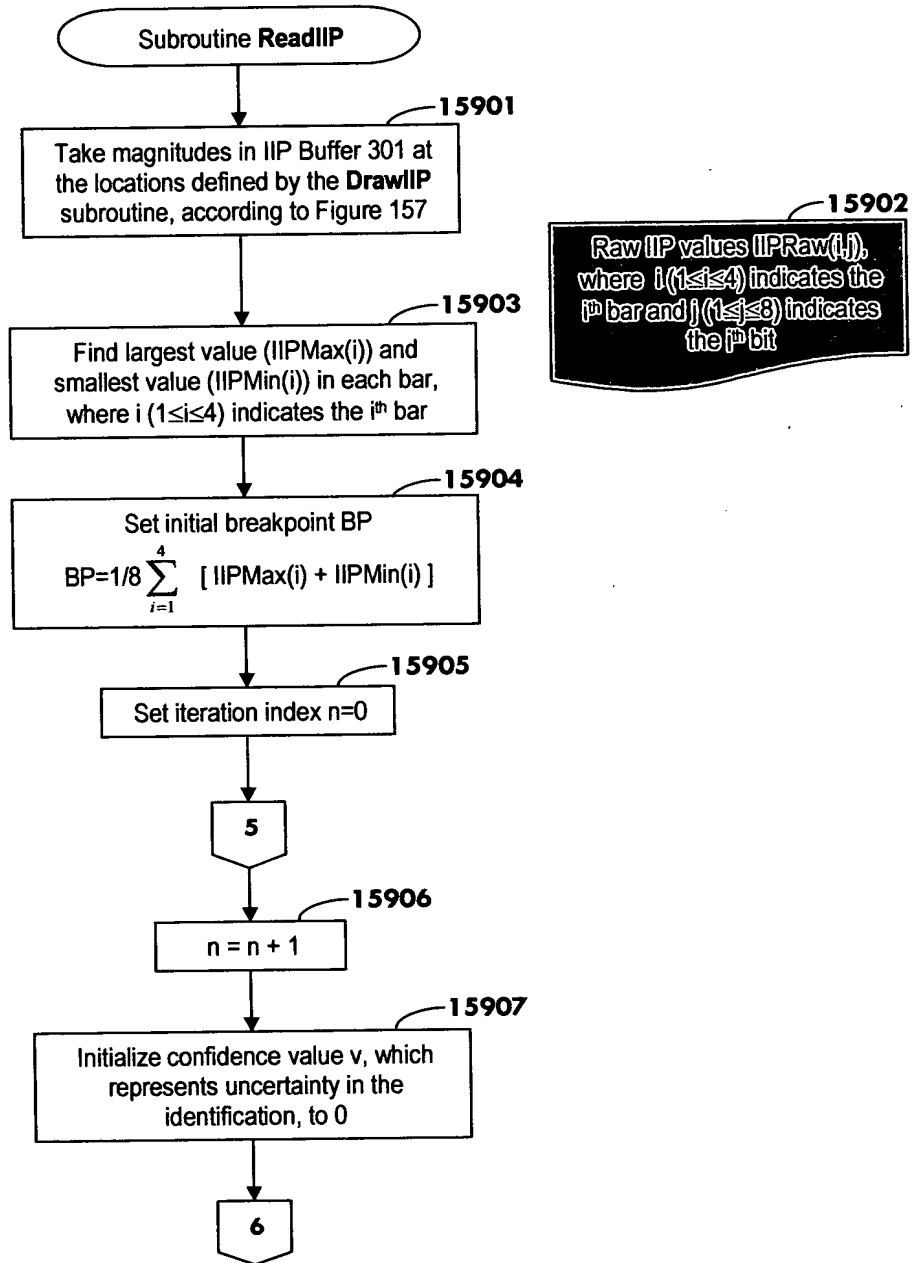 Subroutine ReadIIP
15901
Take magnitudes in IIP Buffer 301 at
the locations defined by the DrawIIP
subroutine, according to Figure 157
15902
Raw IIP values IIPRaw(i,j),
where i (1≤i≤4) indicates the
iᵗʰ bar and j (1≤j≤8) indicates
the jᵗʰ bit
15903
Find largest value (IIPMax(i)) and
smallest value (IIPMin(i)) in each bar,
where i (1≤i≤4) indicates the iᵗʰ bar
15904
Set initial breakpoint BP
4
BP=1/8 ∑ [ IIPMax(i) + IIPMin(i) ]
i=1
15905
Set iteration index n=0
5
15906
n = n + 1
15907
Initialize confidence value v, which
represents uncertainty in the
identification, to 0
6